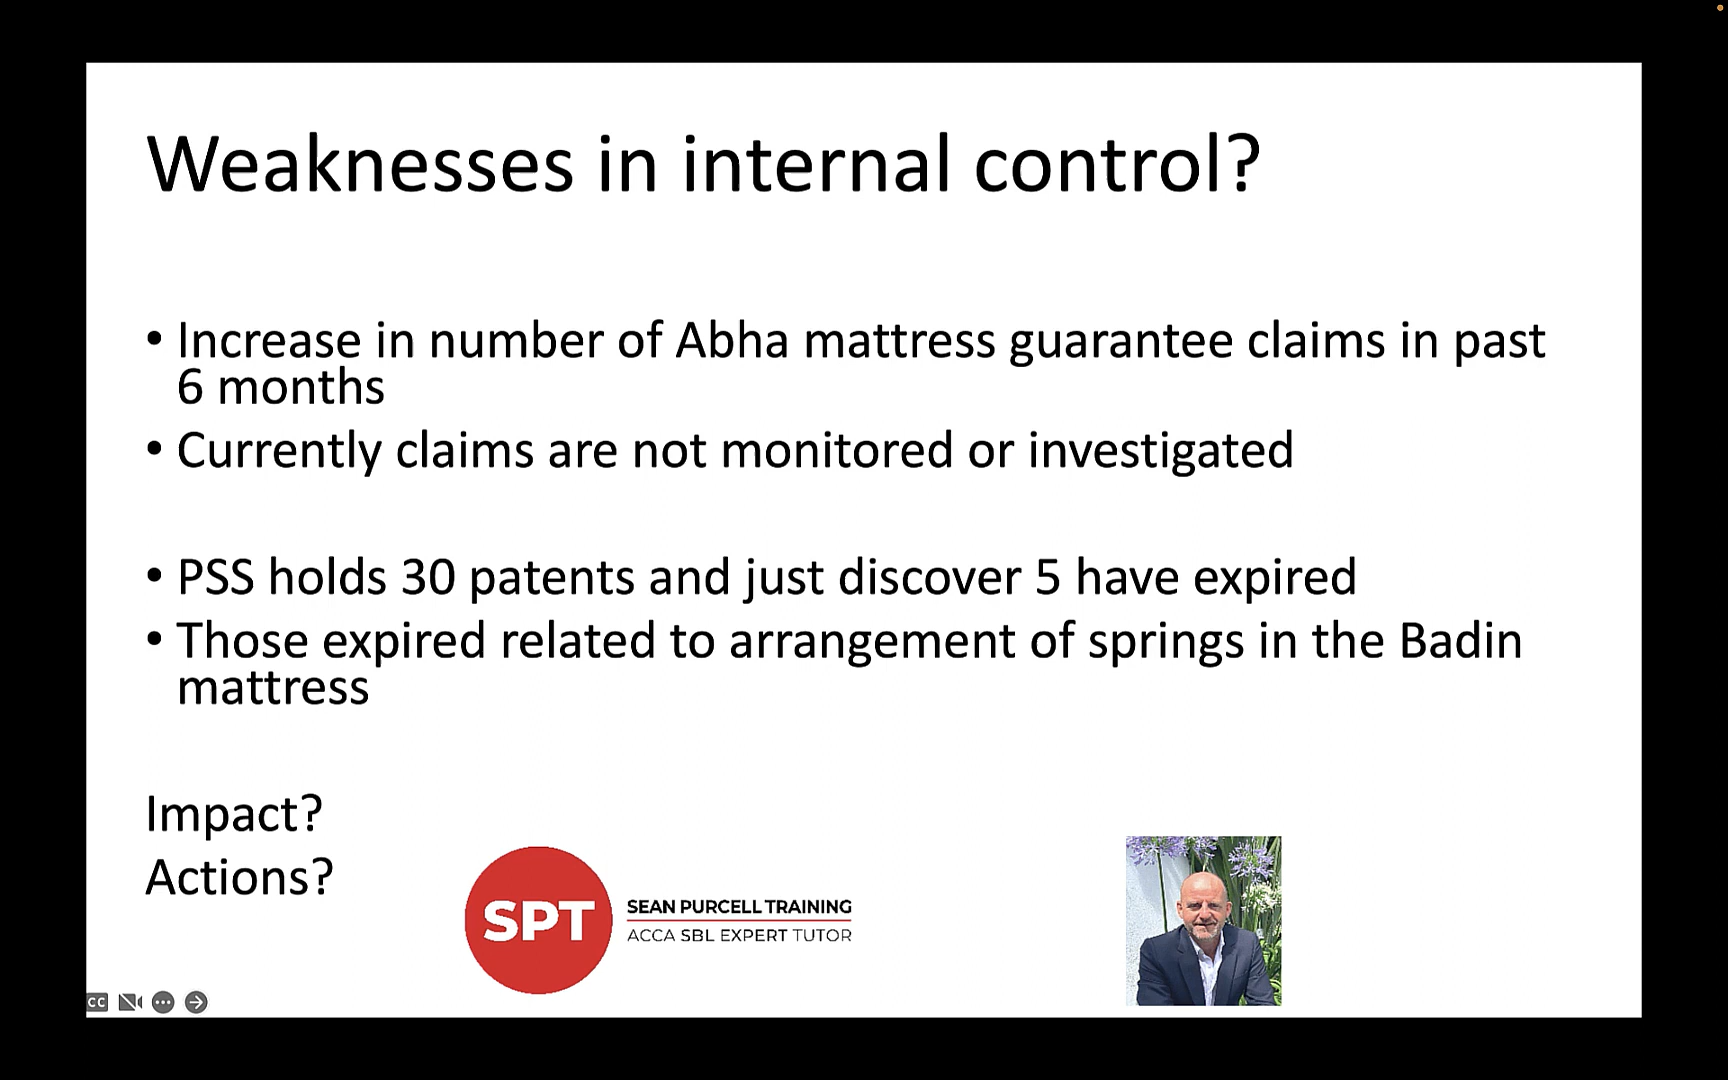 Weaknesses in internal control?
• Increase in number of Abha mattress guarantee claims in past
6 months
• Currently claims are not monitored or investigated
• PSS holds 30 patents and just discover 5 have expired
• Those expired related to arrangement of springs in the Badin
mattress
Impact?
Actions?
SPT
SEAN PURCELL TRAINING
ACCA SBL EXPERT TUTOR
CC